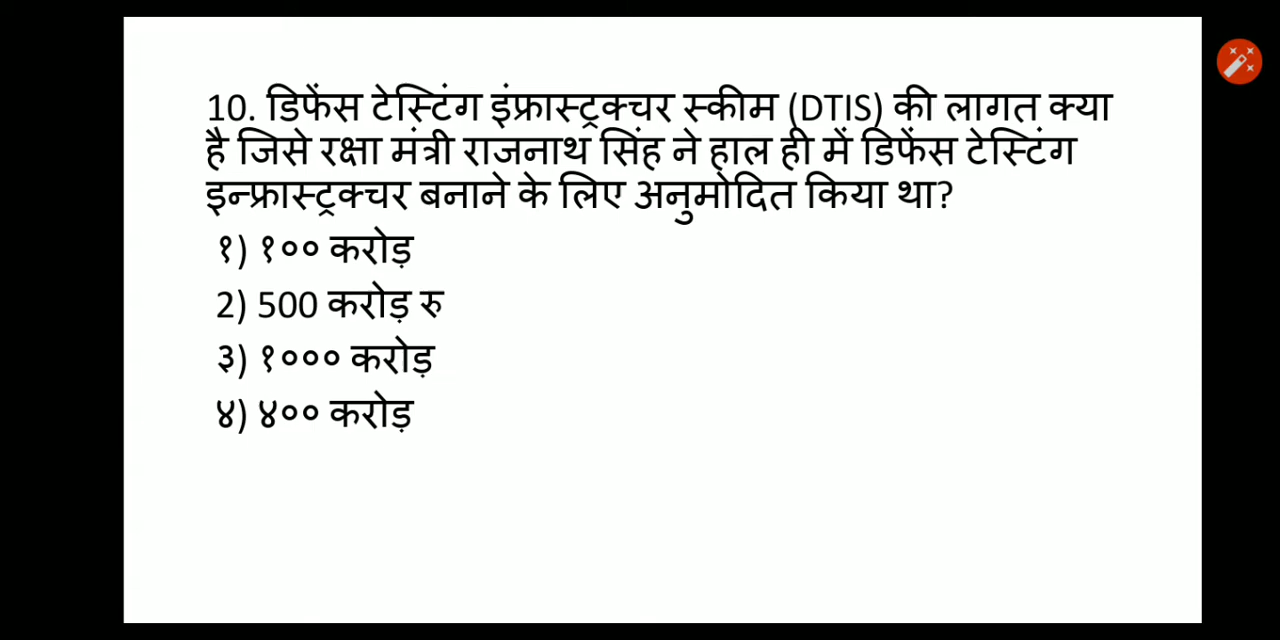 10. डिफेंस टेस्टिंग इंफ्रास्ट्रक्चर स्कीम (DTIS) की लागत क्या
है जिसे रक्षा मंत्री राजनाथ सिंह ने हाल ही में डिफेंस टेस्टिंग
इन्फ्रास्ट्रक्चर बनाने के लिए अनुमोदित किया था?
१) १०० करोड़
2) 500 करोड़ रु
३) १००० करोड़
४) ४०० करोड़